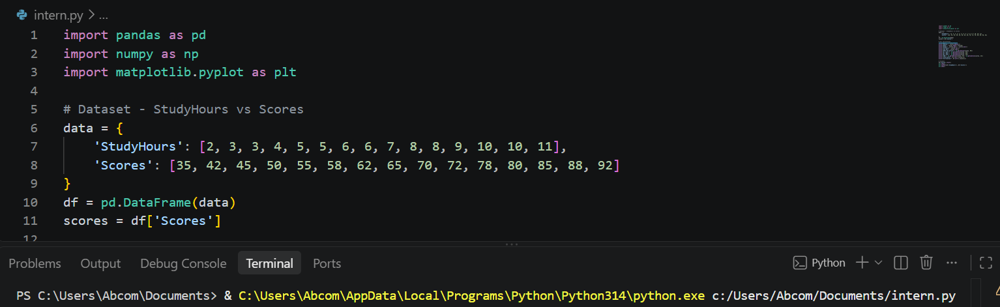 intern.py > ...
1 import pandas as pd
2 import numpy as np
3 import matplotlib.pyplot as plt
4
5 # Dataset - StudyHours vs Scores
6 data = {
7     'StudyHours': [2, 3, 3, 4, 5, 5, 6, 6, 7, 8, 8, 9, 10, 10, 11],
8     'Scores': [35, 42, 45, 50, 55, 58, 62, 65, 70, 72, 78, 80, 85, 88, 92]
9 }
10 df = pd.DataFrame(data)
11 scores = df['Scores']
12
Problems Output Debug Console Terminal Ports Python
PS C:\Users\Abcom\Documents> & C:\Users\Abcom\AppData\Local\Programs\Python\Python314\python.exe c:/Users/Abcom/Documents/intern.py